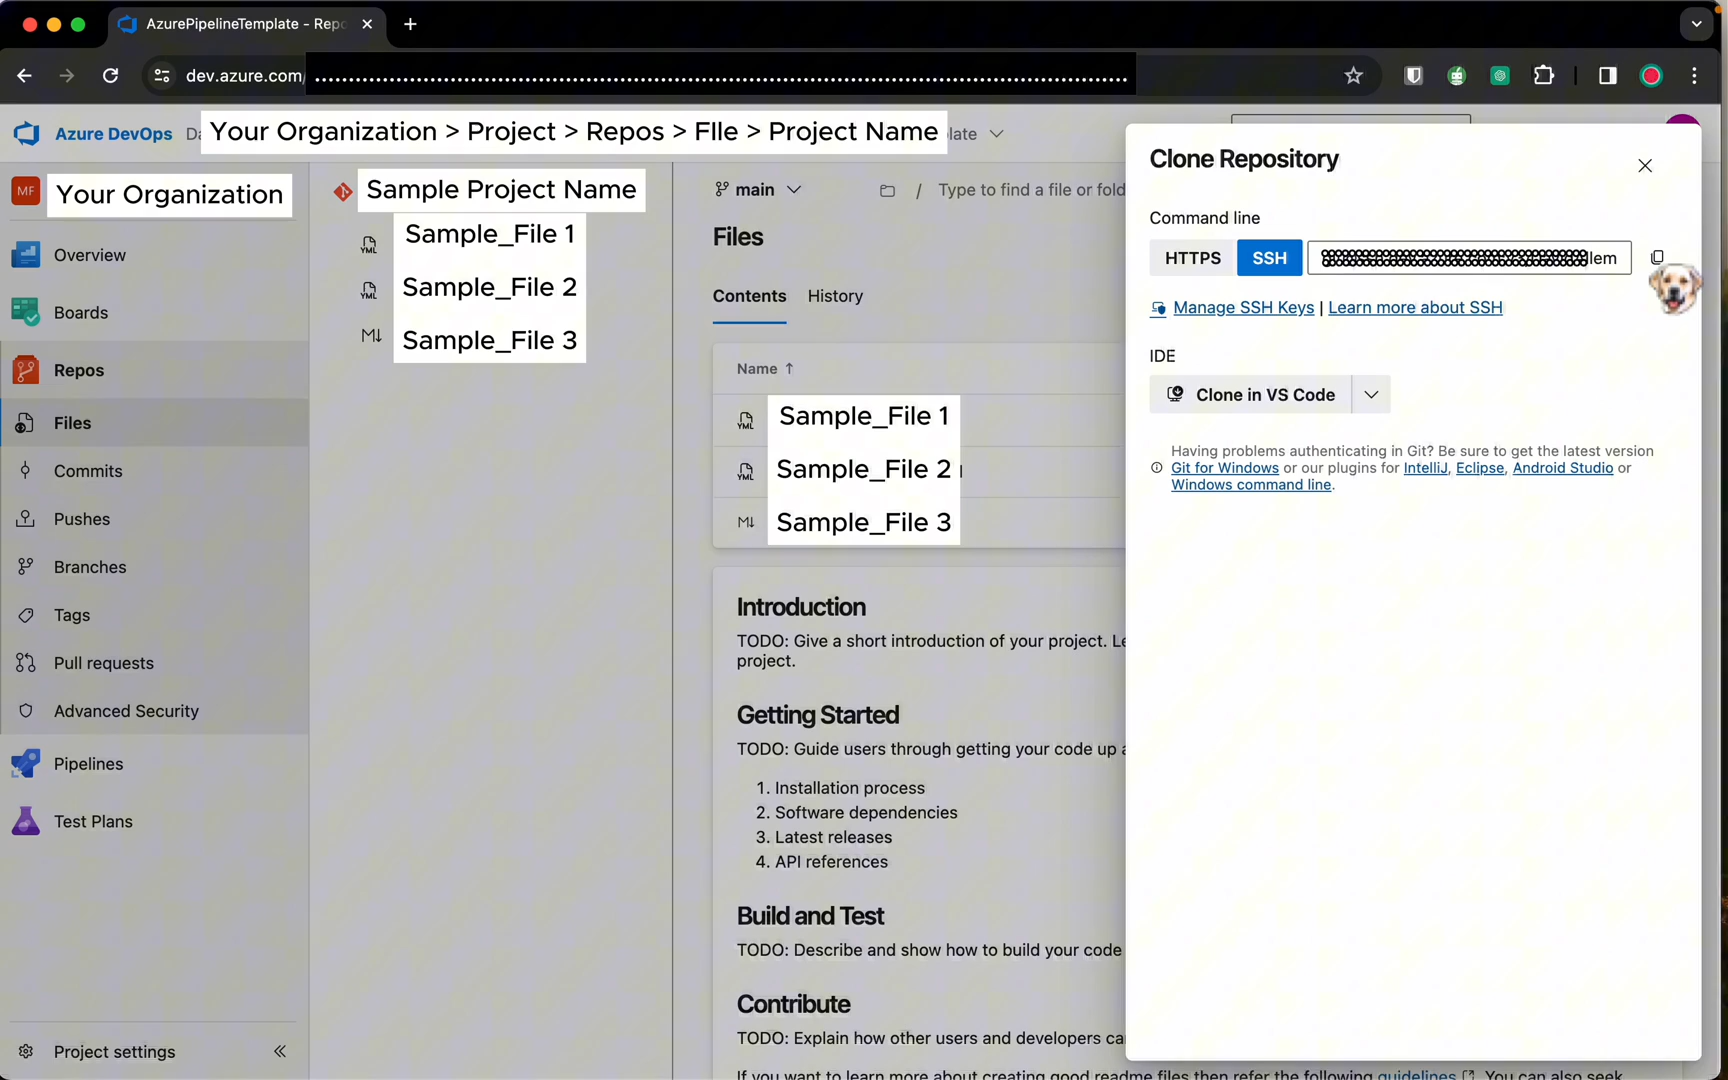 AzurePipelineTemplate - Rep
dev.azure.com/
Azure DevOps
Your Organization > Project > Repos > FIle > Project Name
late
MF
Your Organization
Overview
Boards
Repos
Files
Commits
Pushes
Branches
Tags
Pull requests
Advanced Security
Pipelines
Test Plans
Project settings
Sample Project Name
YML Sample_File 1
YML Sample_File 2
M↓ Sample_File 3
main
/ Type to find a file or fold
Files
Contents History
Name ↑
YML Sample_File 1
YML Sample_File 2
M↓ Sample_File 3
Introduction
TODO: Give a short introduction of your project. Le
project.
Getting Started
TODO: Guide users through getting your code up a
1. Installation process
2. Software dependencies
3. Latest releases
4. API references
Build and Test
TODO: Describe and show how to build your code
Contribute
TODO: Explain how other users and developers ca
If you want to learn more about creating good readme files then refer the following guidelines. You can also seek
Clone Repository
Command line
HTTPS SSH lem
Manage SSH Keys | Learn more about SSH
IDE
Clone in VS Code
Having problems authenticating in Git? Be sure to get the latest version
Git for Windows or our plugins for IntelliJ, Eclipse, Android Studio or
Windows command line.